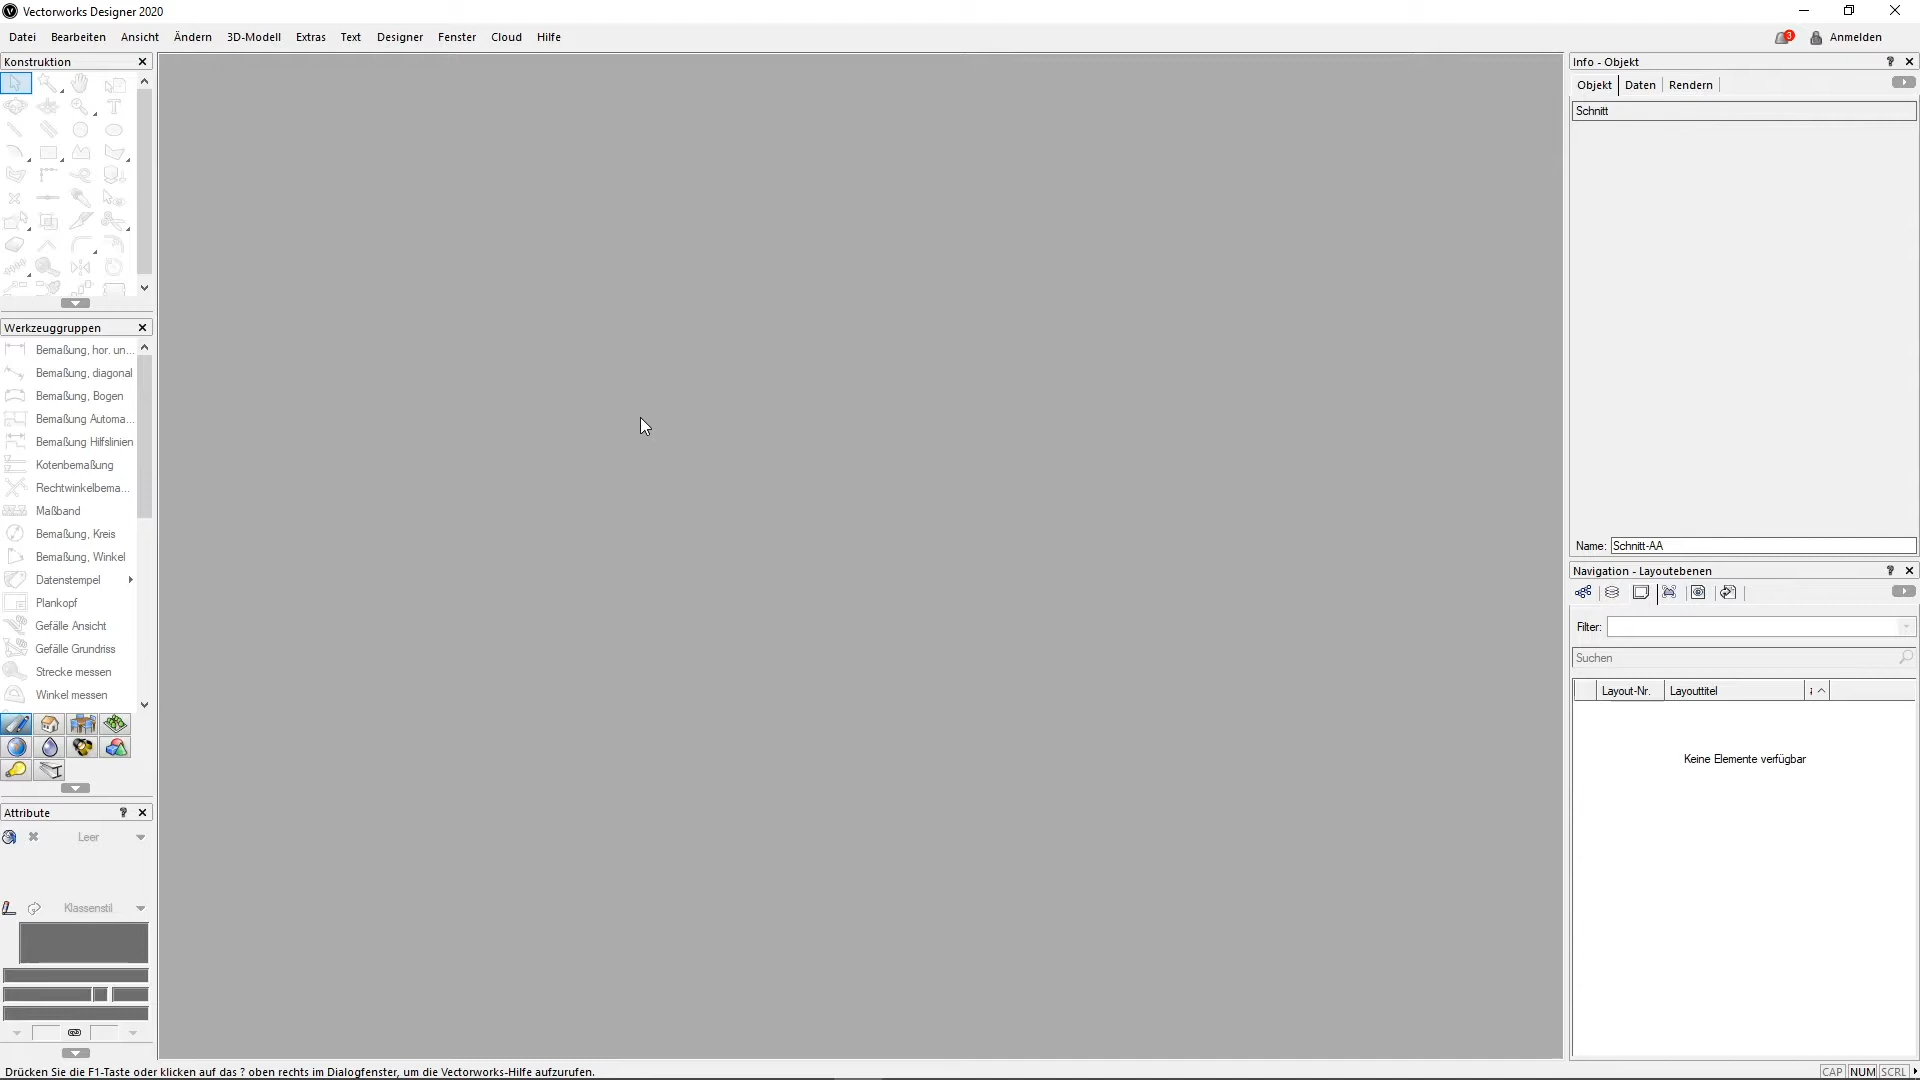 Vectorworks Designer 2020
Datei Bearbeiten Ansicht Ändern 3D-Modell Extras Text Designer Fenster Cloud Hilfe 3 Anmelden
Konstruktion
Werkzeuggruppen
Bemaßung, hor. un...
Bemaßung, diagonal
Bemaßung, Bogen
Bemaßung Automa...
Bemaßung Hilfslinien
Kotenbemaßung
Rechtwinkelbema...
Maßband
Bemaßung, Kreis
Bemaßung, Winkel
Datenstempel
Plankopf
Gefälle Ansicht
Gefälle Grundriss
Strecke messen
Winkel messen
Attribute ?
Leer
Klassenstil
Info - Objekt ?
Objekt Daten Rendern
Schnitt
Name: Schnitt-AA
Navigation - Layoutebenen ?
Filter:
Suchen
Layout-Nr. Layouttitel
Keine Elemente verfügbar
Drücken Sie die F1-Taste oder klicken auf das ? oben rechts im Dialogfenster, um die Vectorworks-Hilfe aufzurufen.
CAP NUM SCRL